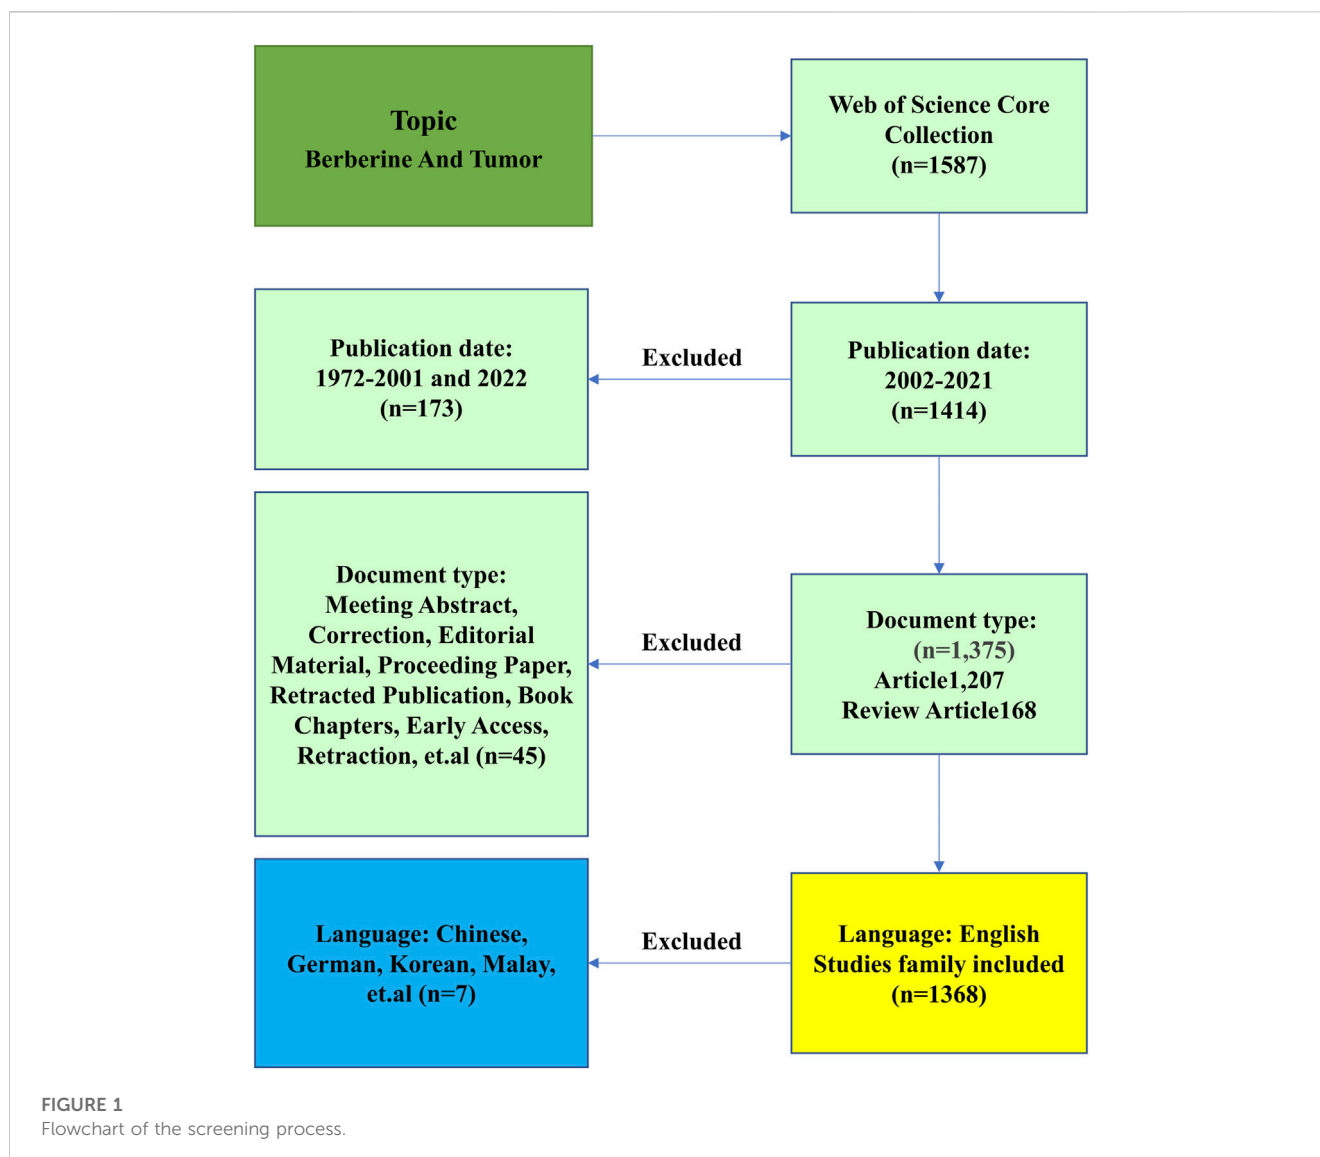 Topic
Berberine And Tumor
Web of Science Core
Collection
(n=1587)
Publication date:
1972-2001 and 2022
(n=173)
Excluded
Publication date:
2002-2021
(n=1414)
Document type:
Meeting Abstract,
Correction, Editorial
Material, Proceeding Paper,
Retracted Publication, Book
Chapters, Early Access,
Retraction, et.al (n=45)
Excluded
Document type:
(n=1,375)
Article1,207
Review Article168
Language: Chinese,
German, Korean, Malay,
et.al (n=7)
Excluded
Language: English
Studies family included
(n=1368)
FIGURE 1
Flowchart of the screening process.